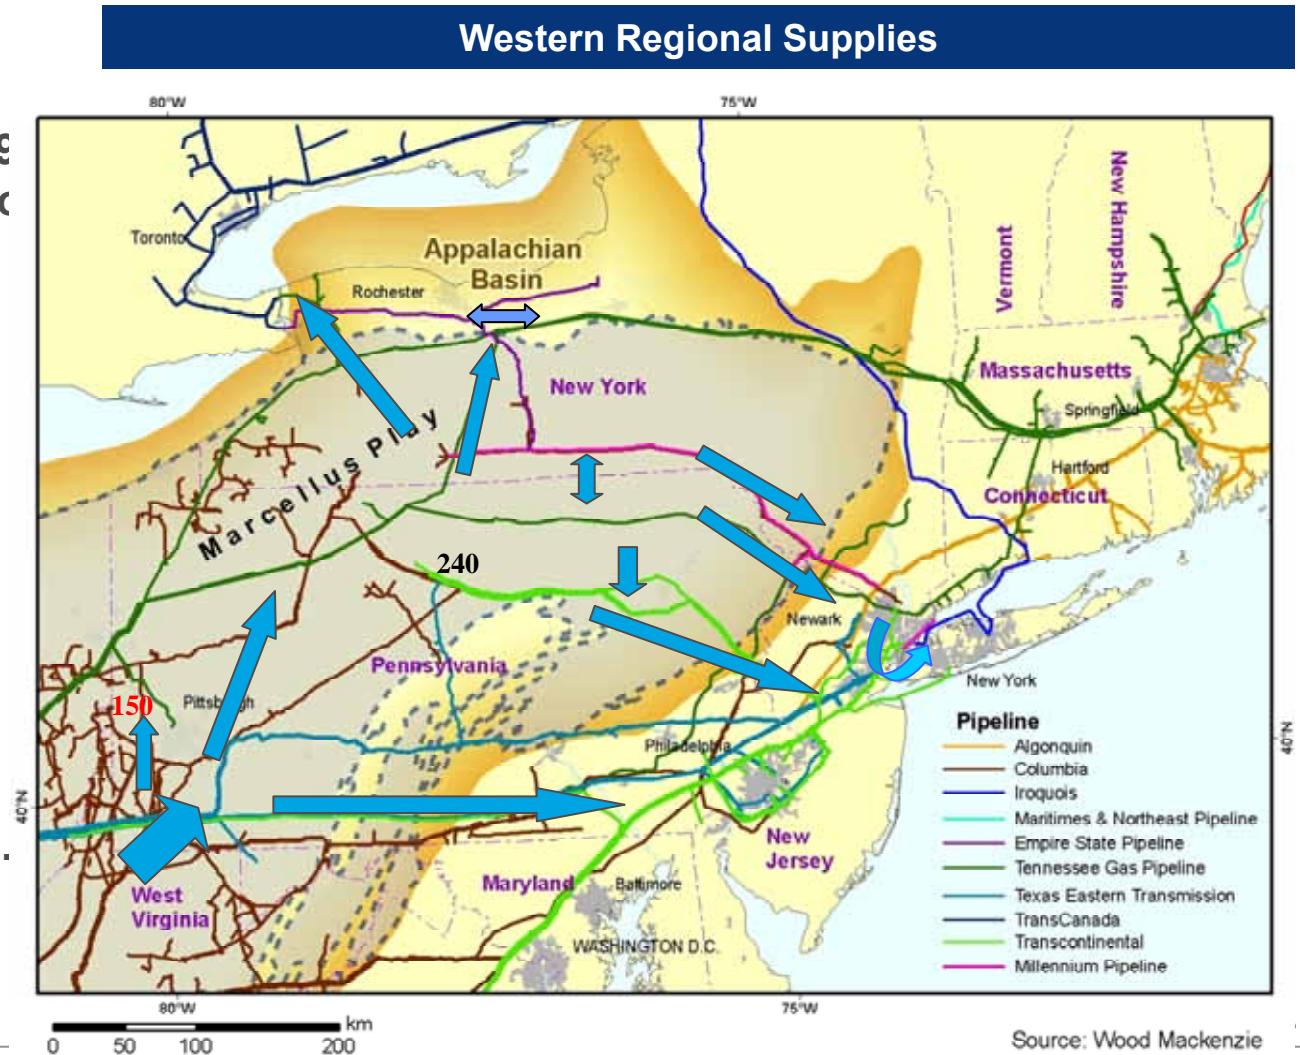 Western Regional Supplies
80°W
75°W
g
c
Toronto
Appalachian
Basin
Rochester
Vermont
New Hampshire
New York
Massachusetts
Springfield
Marcellus Play
Hartford
Connecticut
240
Newark
Pennsylvania
150
Pittsburgh
New York
Philadelphia
40°N
40°N
New
Jersey
West
Virginia
Maryland
Baltimore
WASHINGTON D.C.
Pipeline
Algonquin
Columbia
Iroquois
Maritimes & Northeast Pipeline
Empire State Pipeline
Tennessee Gas Pipeline
Texas Eastern Transmission
TransCanada
Transcontinental
Millennium Pipeline
80°W
75°W
km
0 50 100 200
Source: Wood Mackenzie